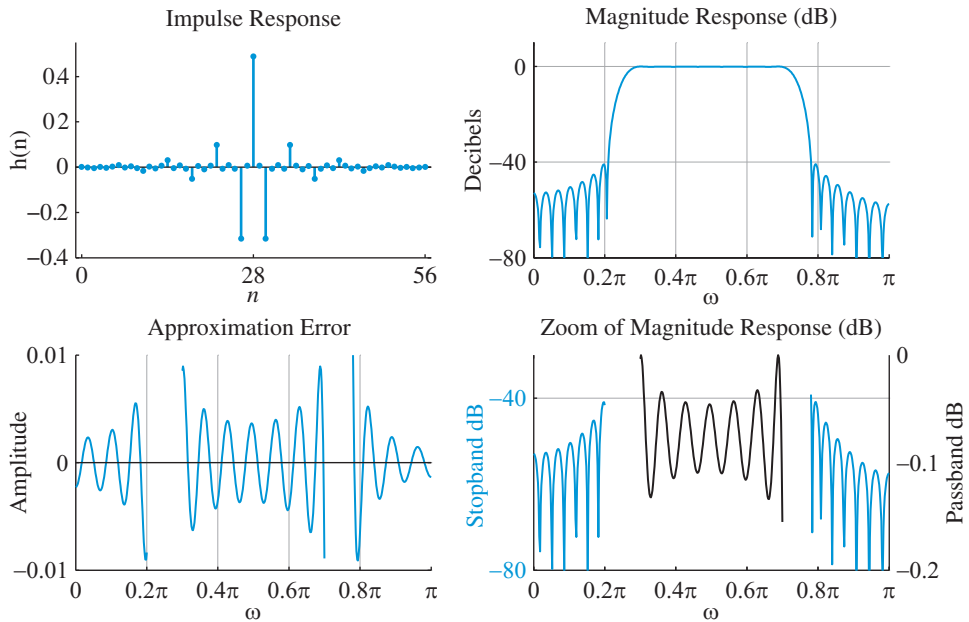 Impulse Response
h(n)
0.4
0.2
0
−0.2
−0.4
0
28
56
n
Magnitude Response (dB)
Decibels
0
−40
−80
0
0.2π
0.4π
0.6π
0.8π
π
ω
Approximation Error
Amplitude
0.01
0
−0.01
0
0.2π
0.4π
0.6π
0.8π
π
ω
Zoom of Magnitude Response (dB)
Stopband dB
−40
−80
0
−0.1
−0.2
Passband dB
0
0.2π
0.4π
0.6π
0.8π
π
ω